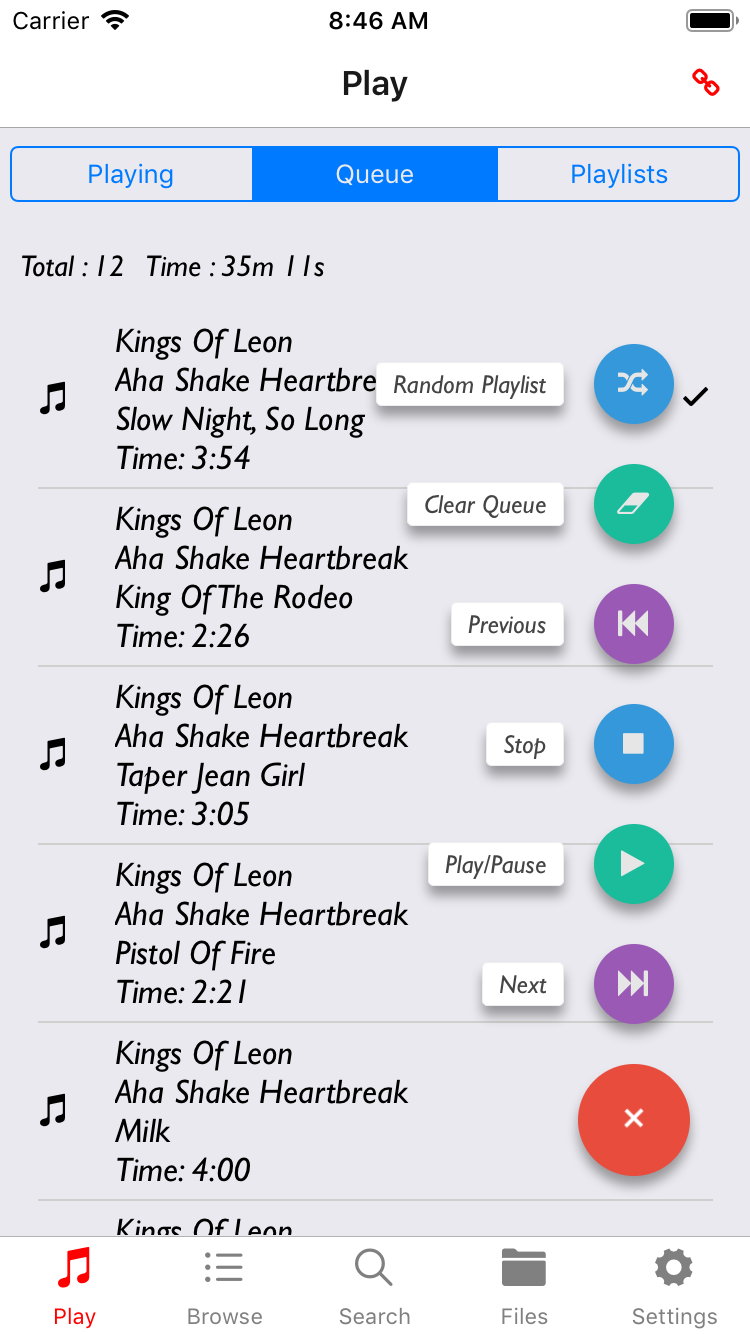 Carrier 8:46 AM
Play
Playing Queue Playlists
Total : 12 Time : 35m 11s
Kings Of Leon
Aha Shake Heartbre
Random Playlist
Slow Night, So Long
Time: 3:54
Clear Queue
Kings Of Leon
Aha Shake Heartbreak
King Of The Rodeo
Previous
Time: 2:26
Kings Of Leon
Aha Shake Heartbreak
Stop
Taper Jean Girl
Time: 3:05
Play/Pause
Kings Of Leon
Aha Shake Heartbreak
Pistol Of Fire
Next
Time: 2:21
Kings Of Leon
Aha Shake Heartbreak
Milk
Time: 4:00
Kings Of Leon
Play Browse Search Files Settings